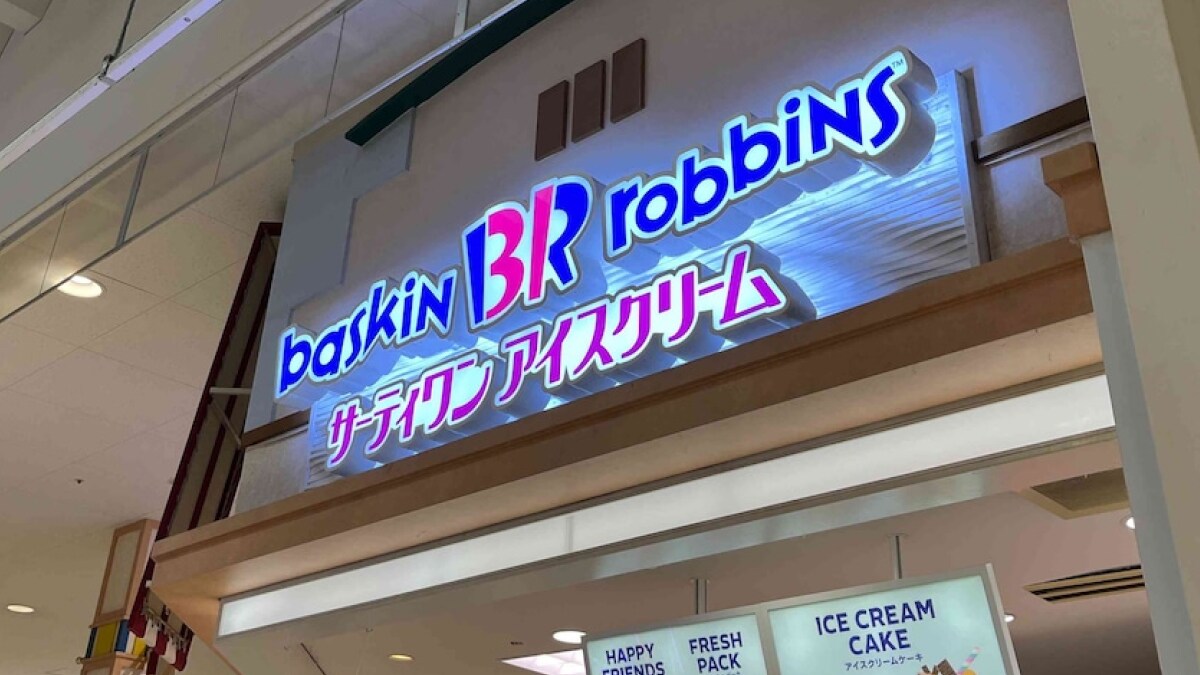 baskin BR robbins™
サーティワン アイスクリーム
HAPPY
FRIENDS
FRESH
PACK
ICE CREAM
CAKE
アイスクリームケーキ